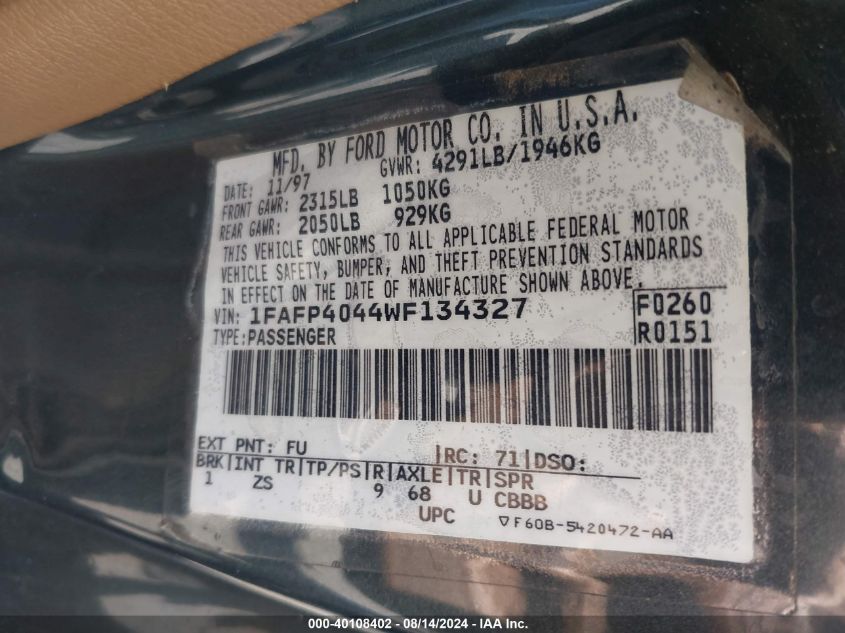 MFD. BY FORD MOTOR CO. IN U.S.A.
DATE: 11/97 GVWR: 4291LB/1946KG
FRONT GAWR: 2315LB 1050KG
REAR GAWR: 2050LB 929KG
THIS VEHICLE CONFORMS TO ALL APPLICABLE FEDERAL MOTOR
VEHICLE SAFETY, BUMPER, AND THEFT PREVENTION STANDARDS
IN EFFECT ON THE DATE OF MANUFACTURE SHOWN ABOVE.
VIN: 1FAFP4044WF134327 F0260
TYPE: PASSENGER R0151
EXT PNT: FU |RC: 71|DSO:
BRK|INT TR|TP/PS|R|AXLE|TR|SPR
1 ZS 9 68 U CBBB
UPC ▽F60B-5420472-AA
000-40108402 - 08/14/2024 - IAA Inc.